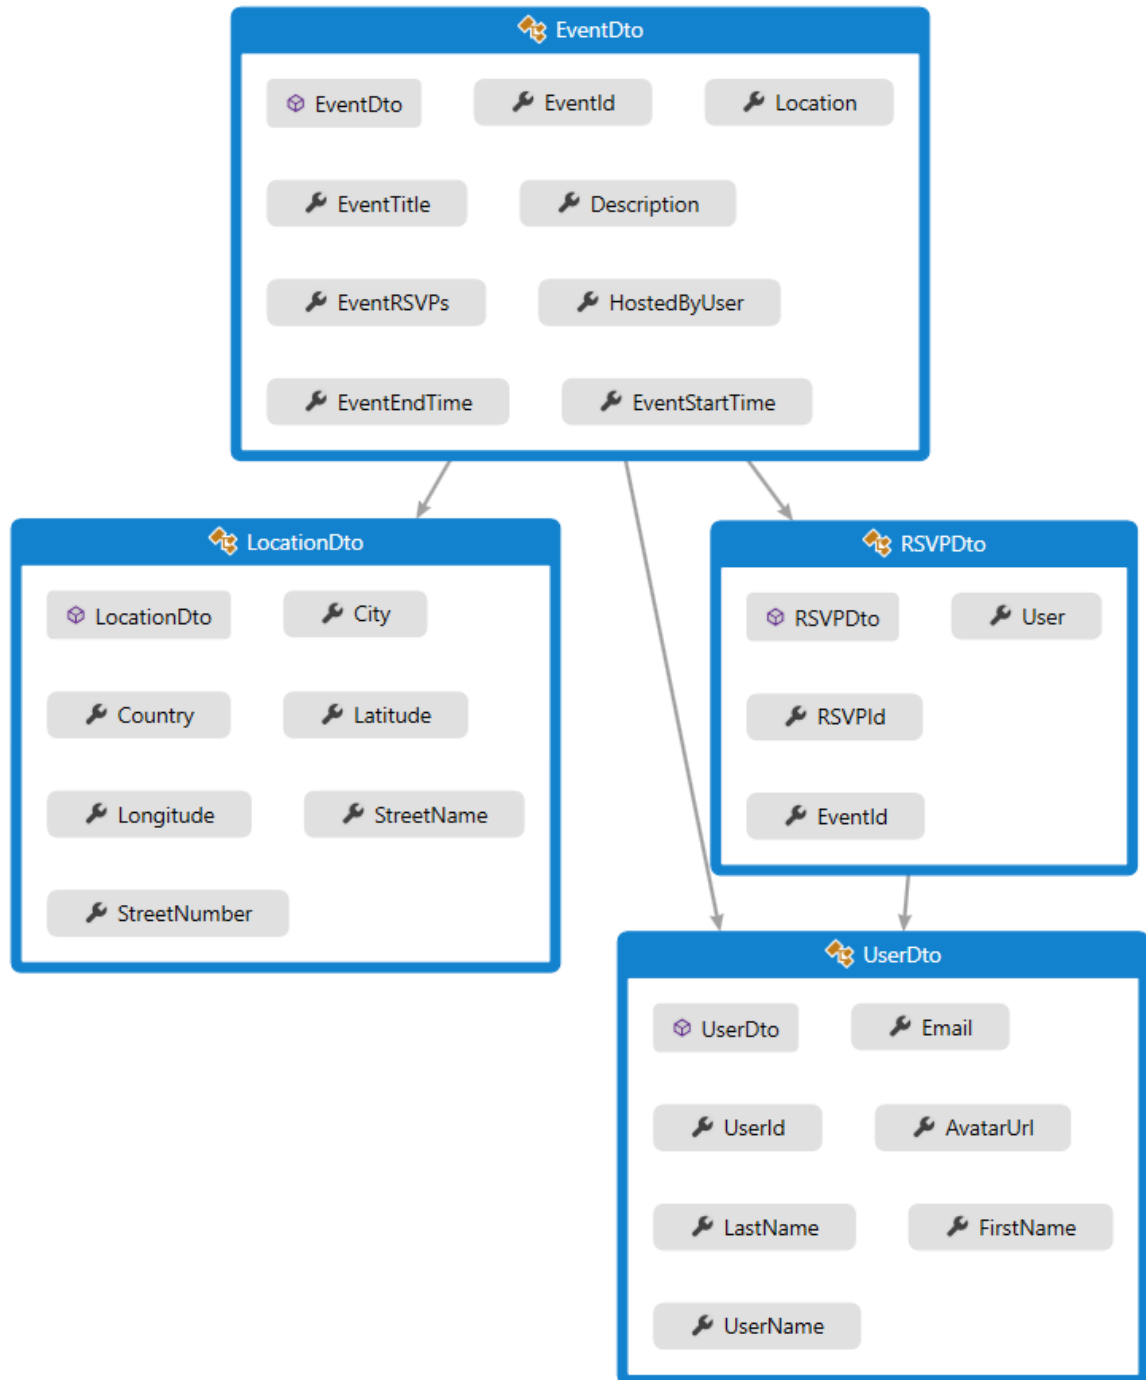 EventDto
EventDto EventId Location
EventTitle Description
EventRSVPs HostedByUser
EventEndTime EventStartTime
LocationDto
LocationDto City
Country Latitude
Longitude StreetName
StreetNumber
RSVPDto
RSVPDto User
RSVPId
EventId
UserDto
UserDto Email
UserId AvatarUrl
LastName FirstName
UserName